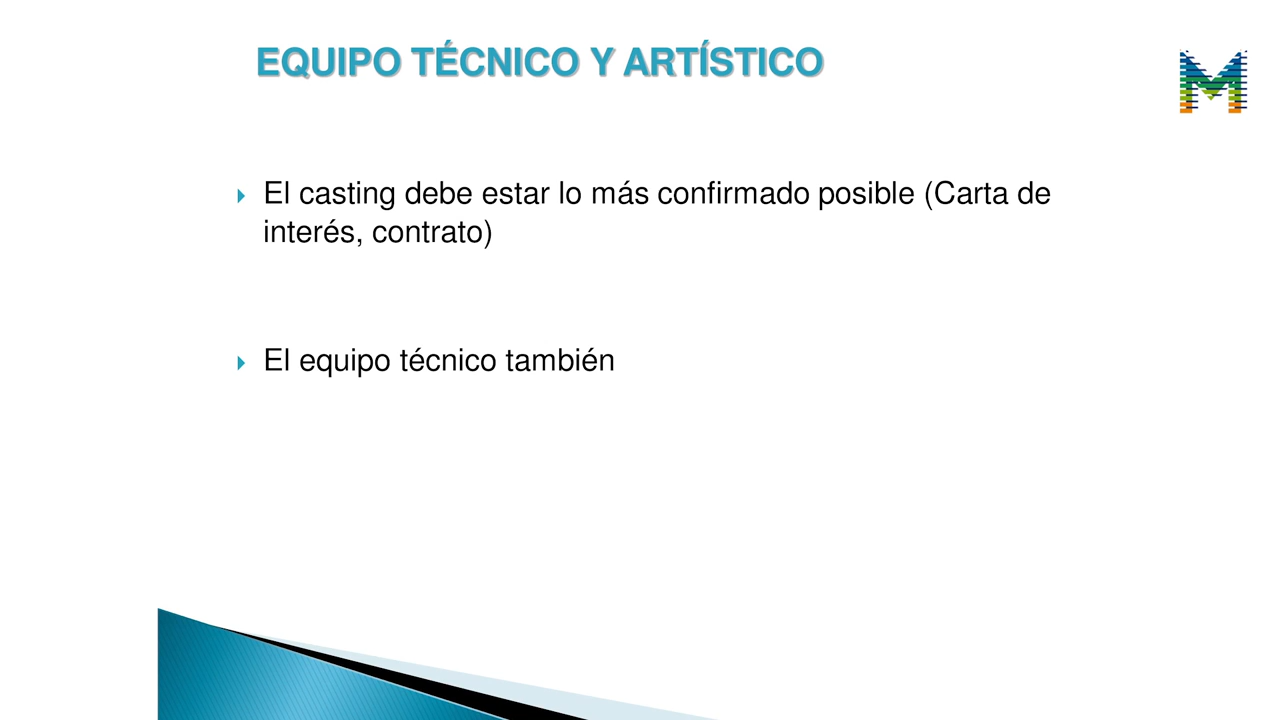 EQUIPO TÉCNICO Y ARTÍSTICO
M
El casting debe estar lo más confirmado posible (Carta de
interés, contrato)
El equipo técnico también